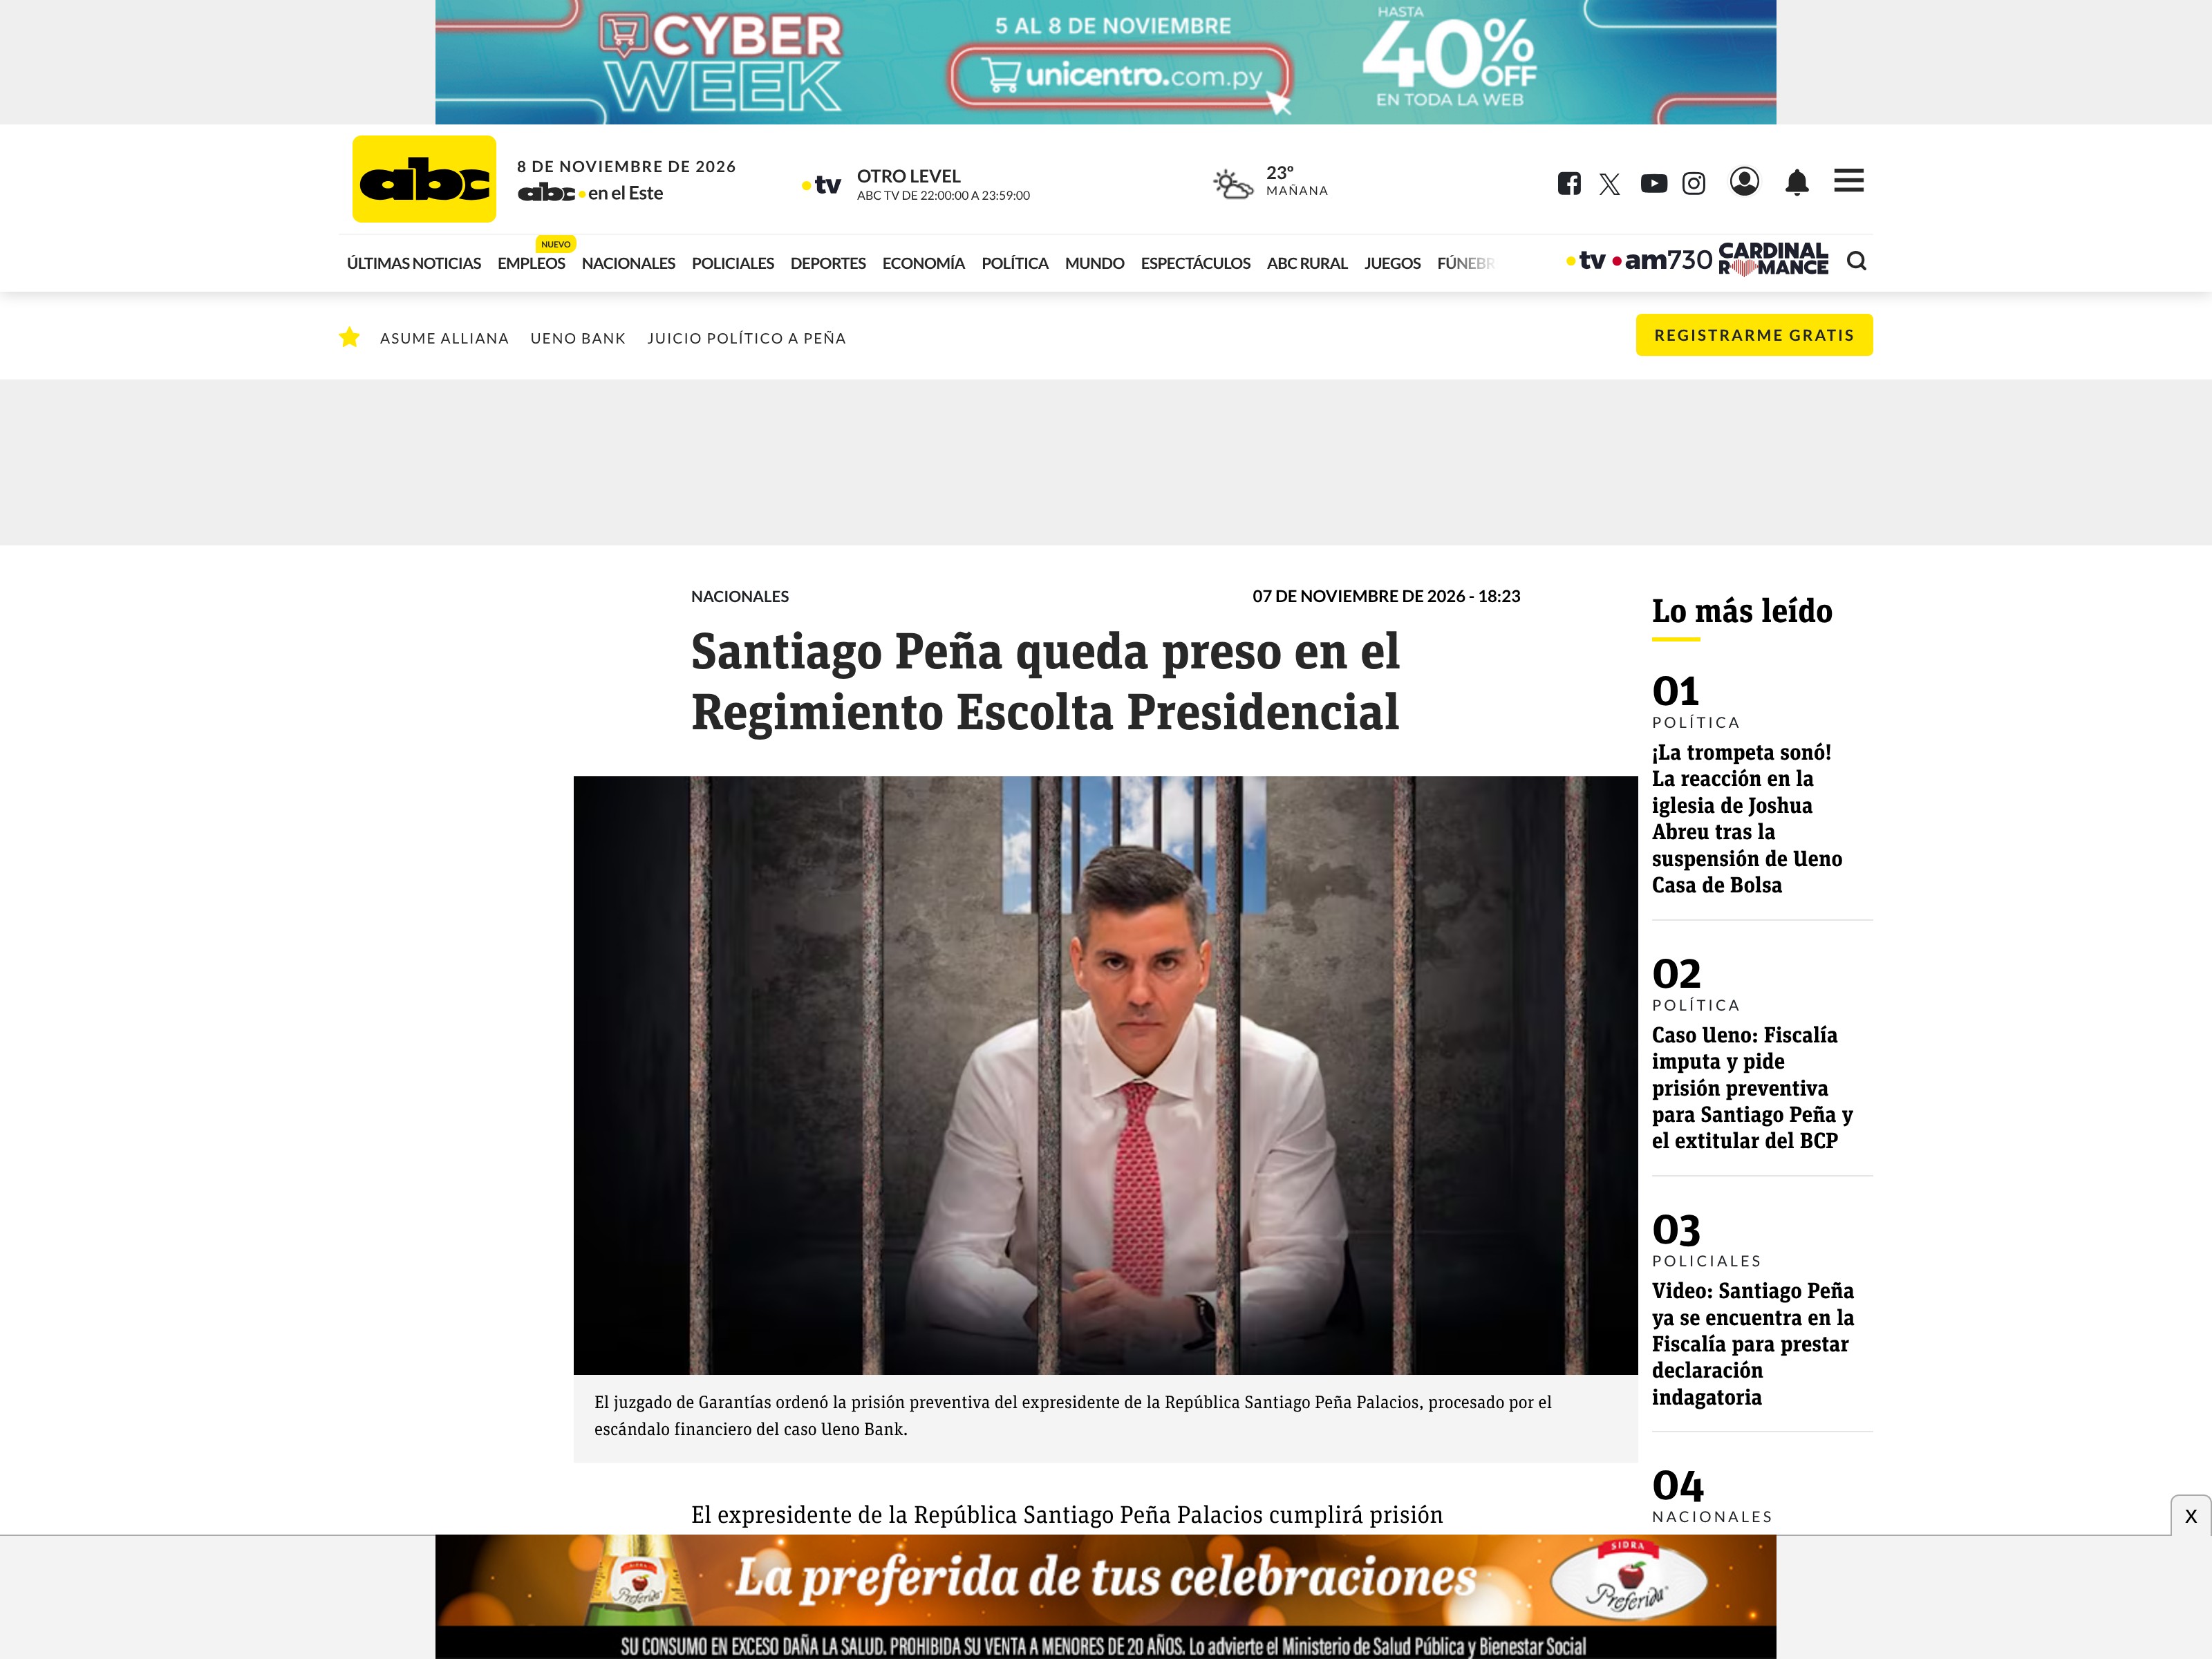 CYBER
WEEK
5 AL 8 DE NOVIEMBRE
unicentro.com.py
HASTA
40% OFF
EN TODA LA WEB
abc
8 DE NOVIEMBRE DE 2026
abc en el Este
tv
OTRO LEVEL
ABC TV DE 22:00:00 A 23:59:00
23º
MAÑANA
NUEVO
ÚLTIMAS NOTICIAS EMPLEOS NACIONALES POLICIALES DEPORTES ECONOMÍA POLÍTICA MUNDO ESPECTÁCULOS ABC RURAL JUEGOS FÚNEBR
tv am730 CARDINAL
ROMANCE
ASUME ALLIANA UENO BANK JUICIO POLÍTICO A PEÑA
REGISTRARME GRATIS
NACIONALES
07 DE NOVIEMBRE DE 2026 - 18:23
Santiago Peña queda preso en el
Regimiento Escolta Presidencial
El juzgado de Garantías ordenó la prisión preventiva del expresidente de la República Santiago Peña Palacios, procesado por el
escándalo financiero del caso Ueno Bank.
El expresidente de la República Santiago Peña Palacios cumplirá prisión
Lo más leído
01
POLÍTICA
¡La trompeta sonó!
La reacción en la
iglesia de Joshua
Abreu tras la
suspensión de Ueno
Casa de Bolsa
02
POLÍTICA
Caso Ueno: Fiscalía
imputa y pide
prisión preventiva
para Santiago Peña y
el extitular del BCP
03
POLICIALES
Video: Santiago Peña
ya se encuentra en la
Fiscalía para prestar
declaración
indagatoria
04
NACIONALES
X
La preferida de tus celebraciones
Preferida
SIDRA
Preferida
SU CONSUMO EN EXCESO DAÑA LA SALUD. PROHIBIDA SU VENTA A MENORES DE 20 AÑOS. Lo advierte el Ministerio de Salud Pública y Bienestar Social